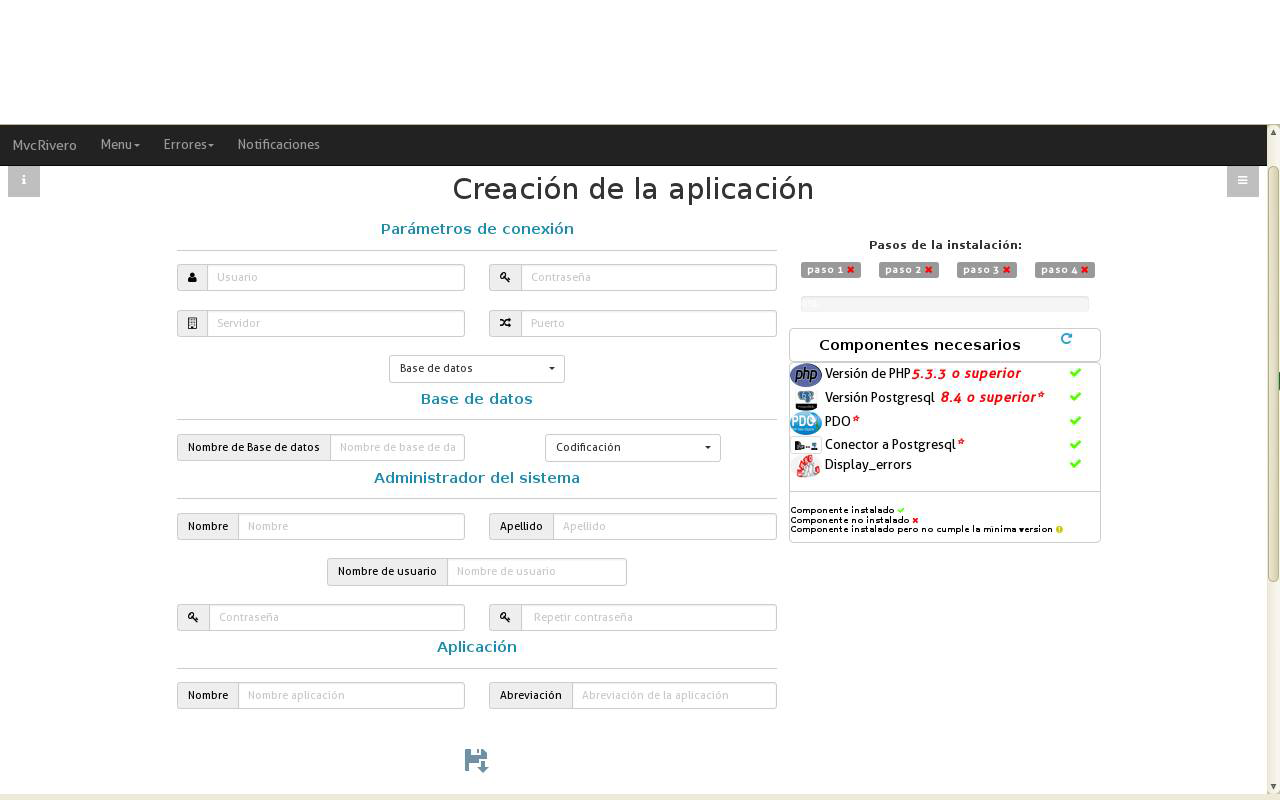 MvcRivero Menu Errores Notificaciones
Creación de la aplicación
Parámetros de conexión
Usuario Contraseña
Servidor Puerto
Base de datos
Base de datos
Nombre de Base de datos Nombre de base de da Codificación
Administrador del sistema
Nombre Nombre Apellido Apellido
Nombre de usuario Nombre de usuario
Contraseña Repetir contraseña
Aplicación
Nombre Nombre aplicación Abreviación Abreviación de la aplicación
Pasos de la instalación:
paso 1 paso 2 paso 3 paso 4
Componentes necesarios
php Versión de PHP 5.3.3 o superior
Versión Postgresql 8.4 o superior*
PDO PDO*
Conector a Postgresql*
Display_errors
Componente instalado
Componente no instalado
Componente instalado pero no cumple la mínima version